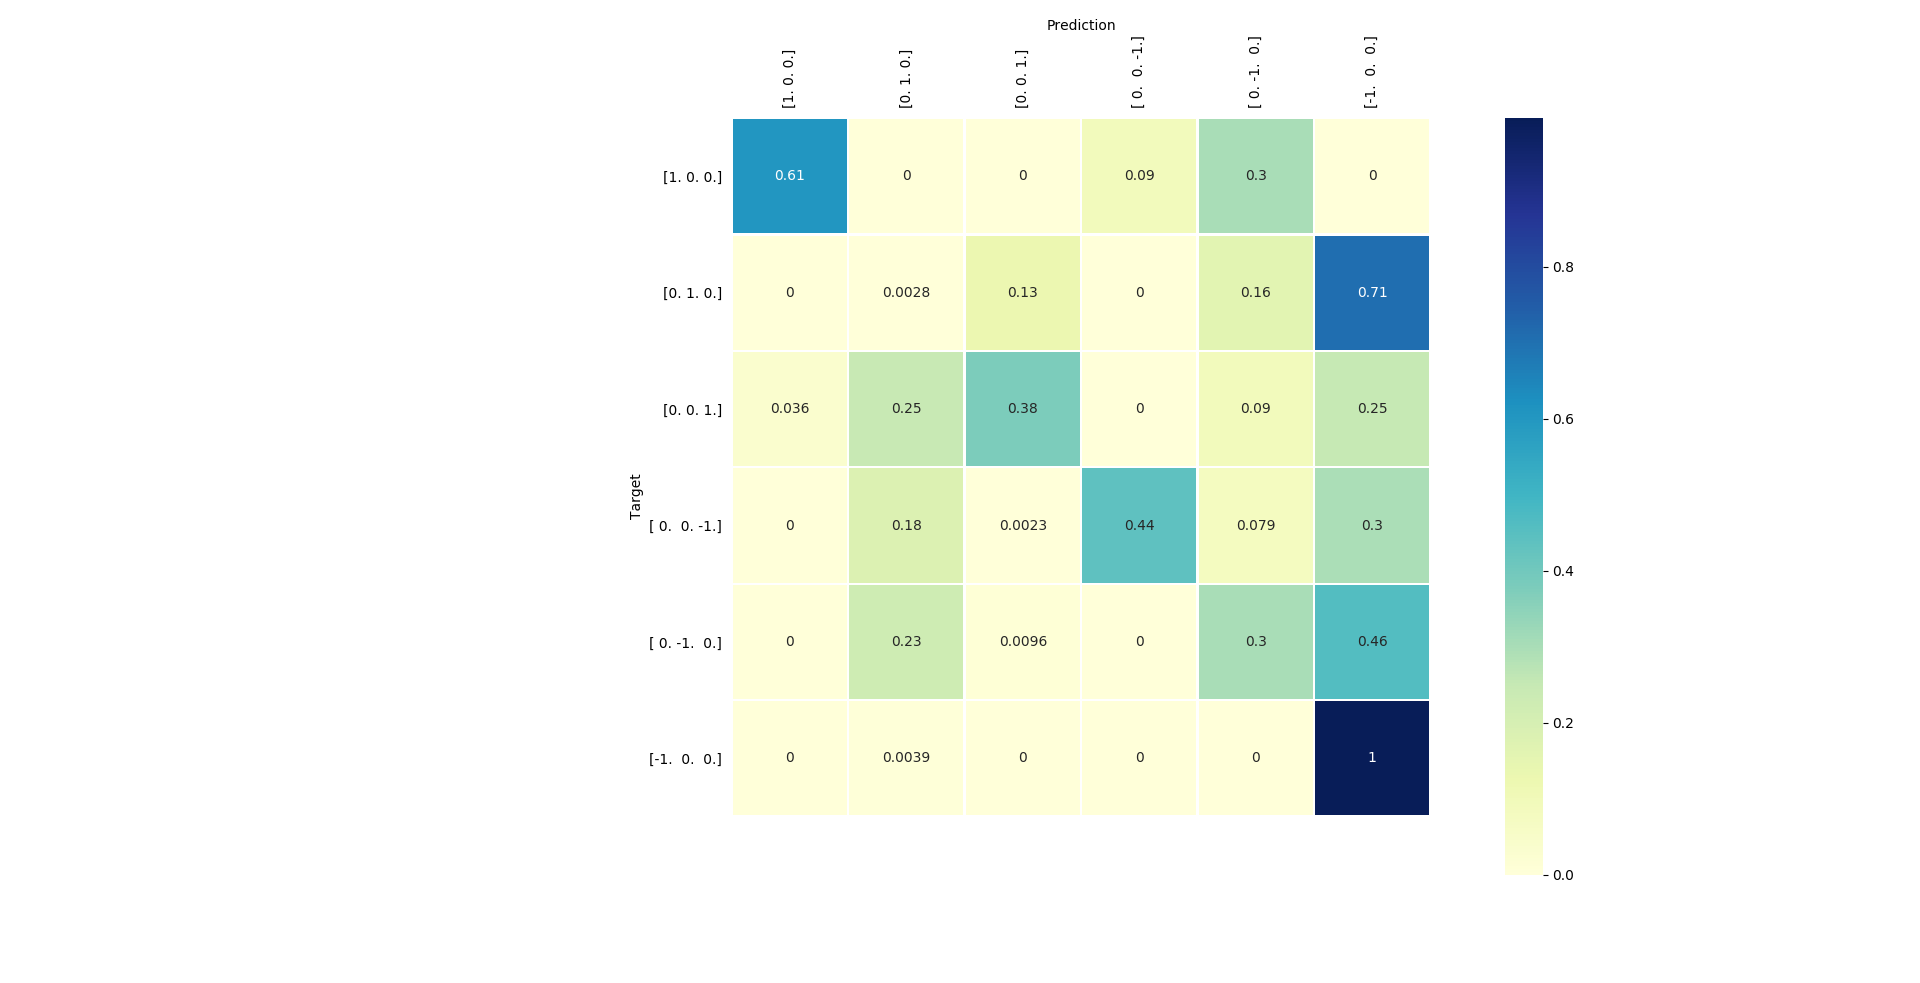 Prediction
[1. 0. 0.] [0. 1. 0.] [0. 0. 1.] [ 0.  0. -1.] [ 0. -1.  0.] [-1.  0.  0.]
[1. 0. 0.] 0.61 0 0 0.09 0.3 0
[0. 1. 0.] 0 0.0028 0.13 0 0.16 0.71
[0. 0. 1.] 0.036 0.25 0.38 0 0.09 0.25
Target
[ 0.  0. -1.] 0 0.18 0.0023 0.44 0.079 0.3
[ 0. -1.  0.] 0 0.23 0.0096 0 0.3 0.46
[-1.  0.  0.] 0 0.0039 0 0 0 1
0.8
0.6
0.4
0.2
0.0